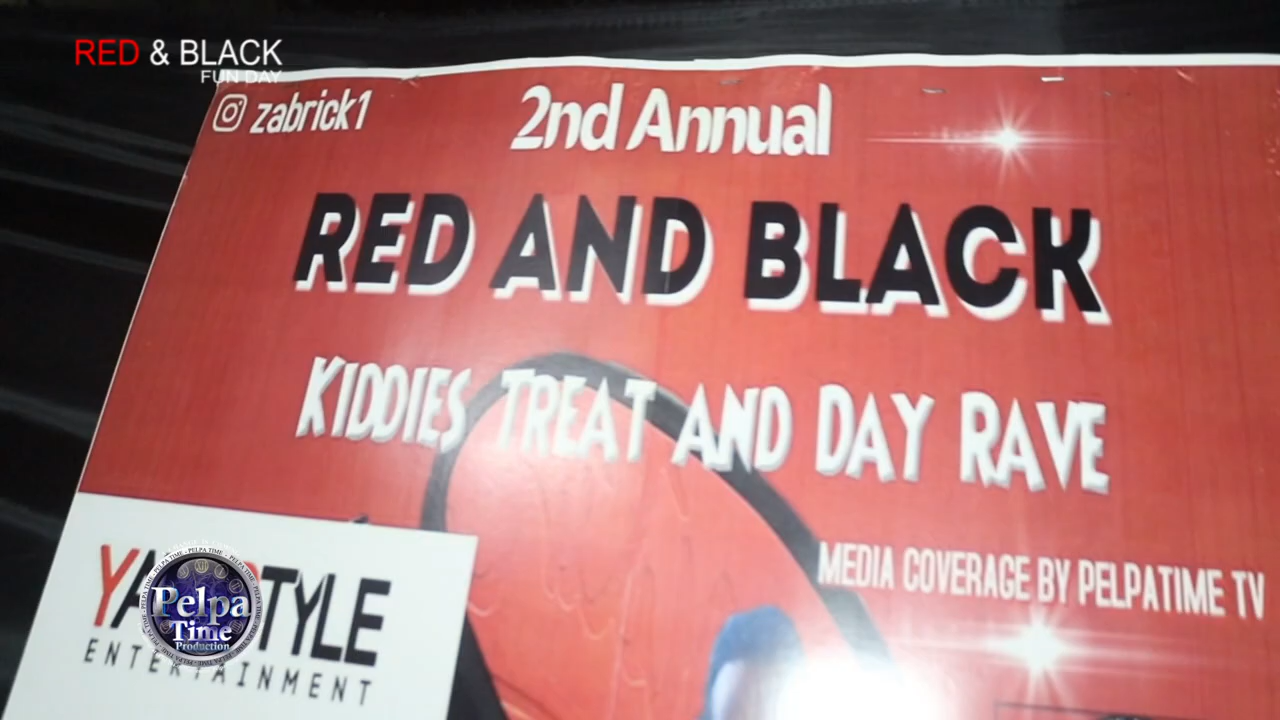 RED & BLACK
FUN DAY
zabrick1
2nd Annual
RED AND BLACK
KIDDIES TREAT AND DAY RAVE
MEDIA COVERAGE BY PELPATIME TV
ENTERTAINMENT
Pelpa
Time
Production